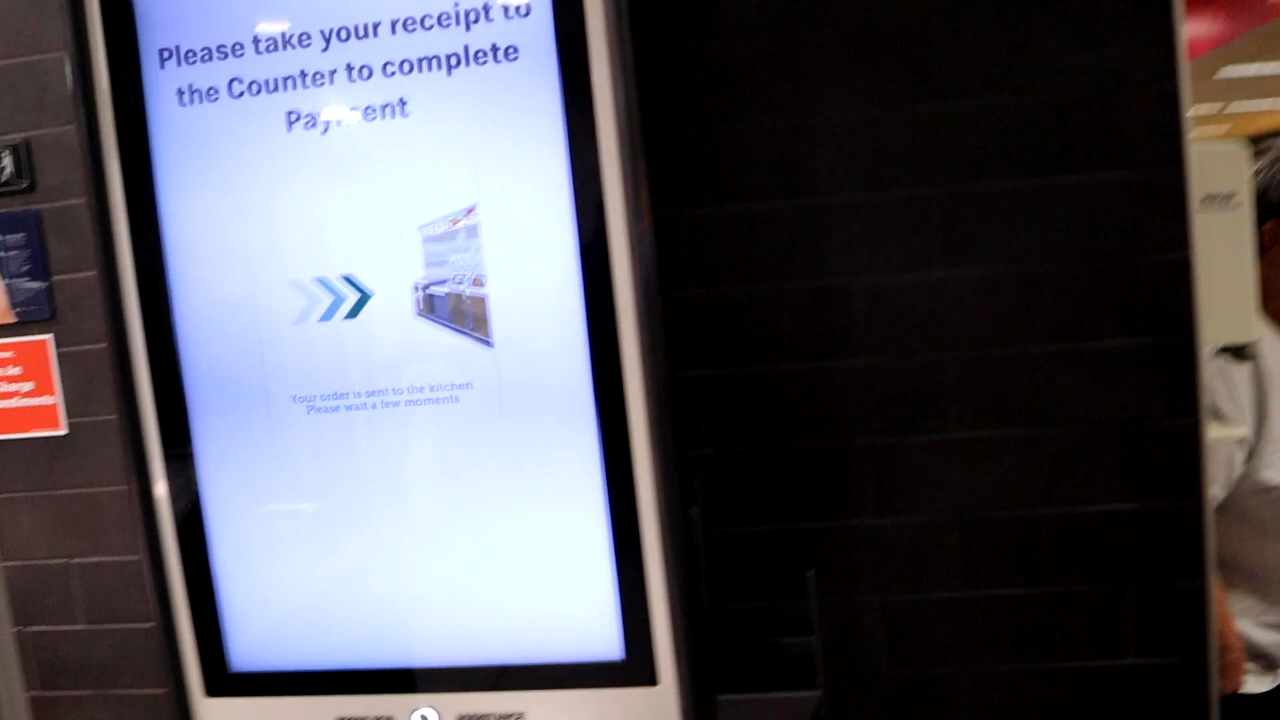 Please take your receipt to
the Counter to complete
Payment
Your order is sent to the kitchen
Please wait a few moments